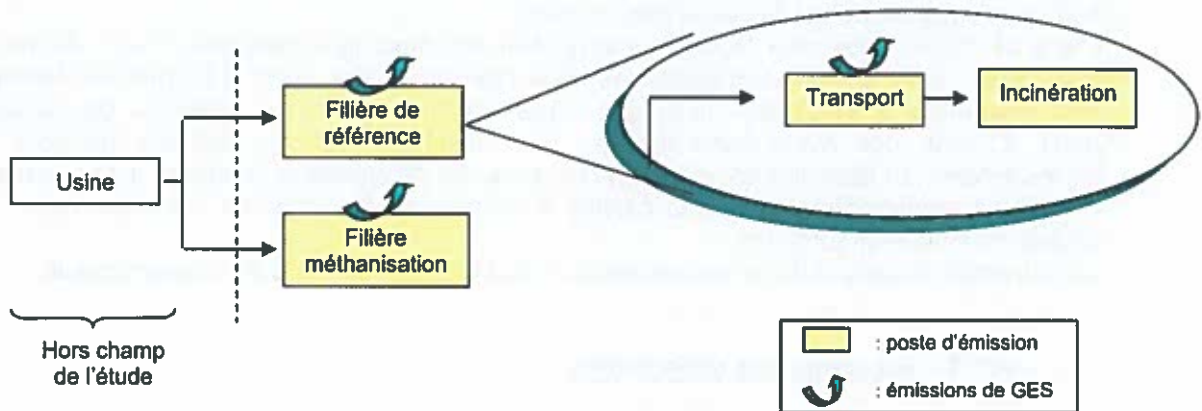 Usine
Filière de
référence
Filière
méthanisation
Transport
Incinération
Hors champ
de l'étude
: poste d'émission
: émissions de GES